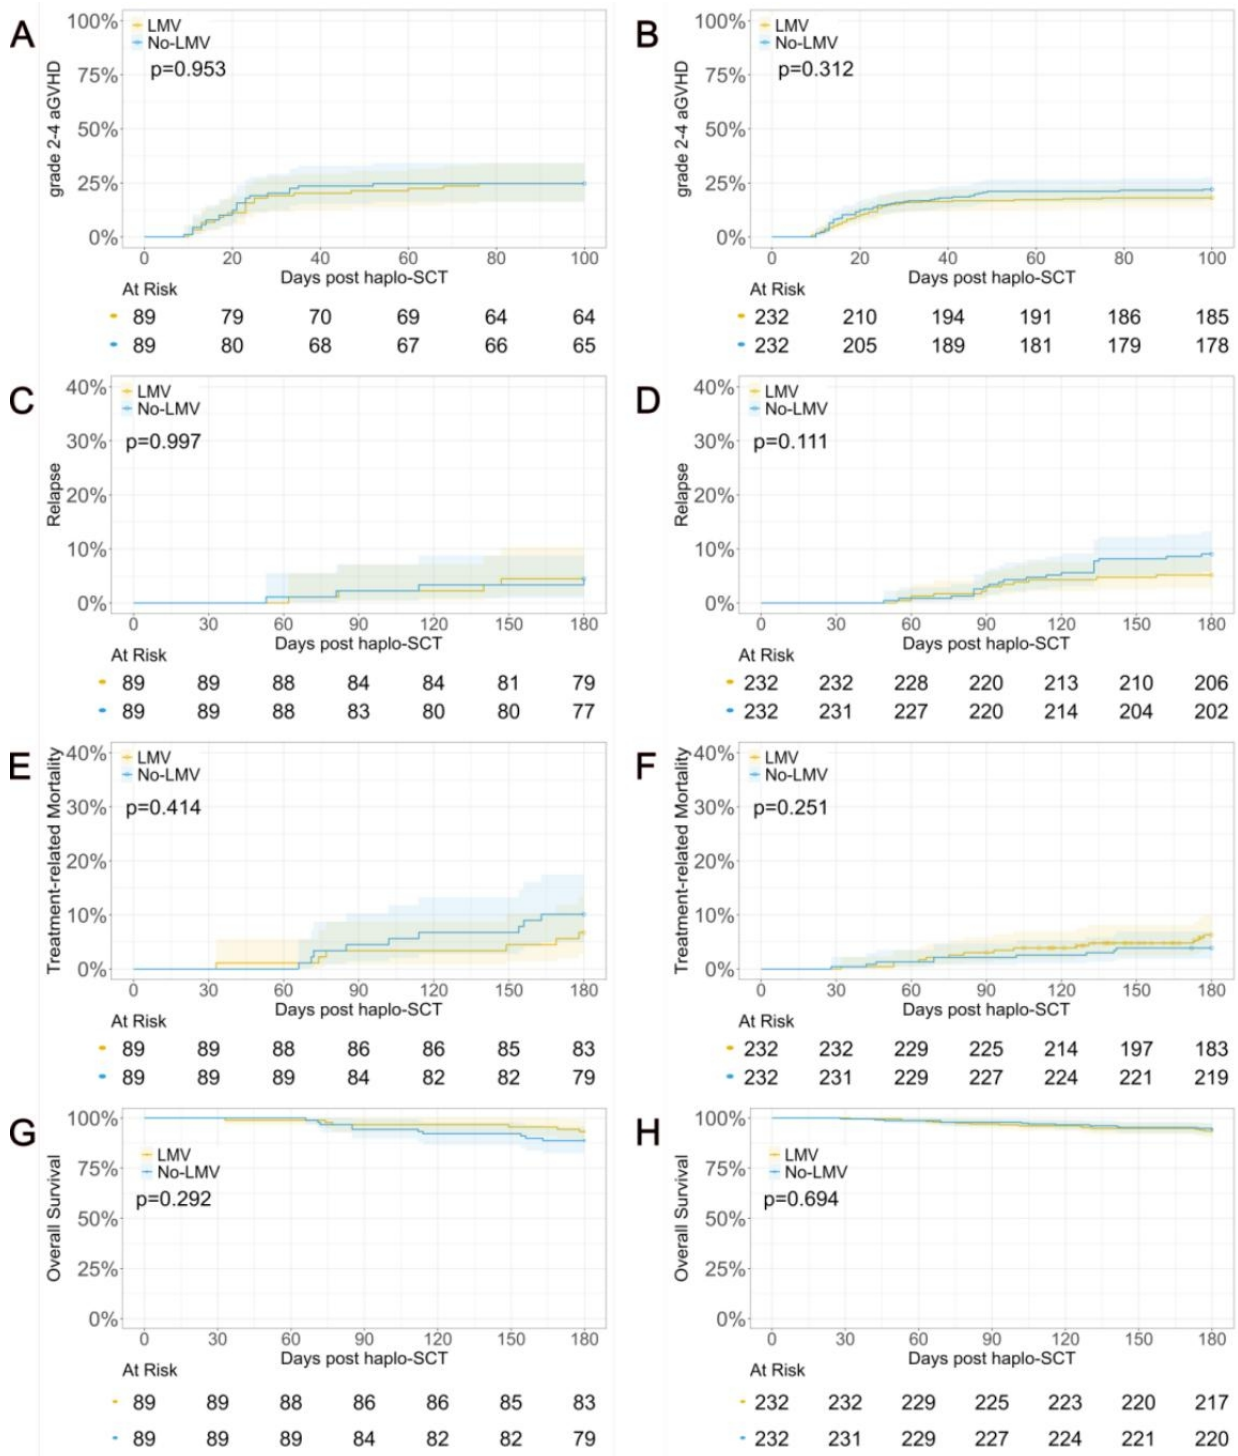 A
grade 2-4 aGVHD
100%
75%
50%
25%
0%
LMV
No-LMV
p=0.953
0 20 40 60 80 100
Days post haplo-SCT
At Risk
89 79 70 69 64 64
89 80 68 67 66 65
B
grade 2-4 aGVHD
100%
75%
50%
25%
0%
LMV
No-LMV
p=0.312
0 20 40 60 80 100
Days post haplo-SCT
At Risk
232 210 194 191 186 185
232 205 189 181 179 178
C
Relapse
40%
30%
20%
10%
0%
LMV
No-LMV
p=0.997
0 30 60 90 120 150 180
Days post haplo-SCT
At Risk
89 89 88 84 84 81 79
89 89 88 83 80 80 77
D
Relapse
40%
30%
20%
10%
0%
LMV
No-LMV
p=0.111
0 30 60 90 120 150 180
Days post haplo-SCT
At Risk
232 232 228 220 213 210 206
232 231 227 220 214 204 202
E
Treatment-related Mortality
40%
30%
20%
10%
0%
LMV
No-LMV
p=0.414
0 30 60 90 120 150 180
Days post haplo-SCT
At Risk
89 89 88 86 86 85 83
89 89 89 84 82 82 79
F
Treatment-related Mortality
40%
30%
20%
10%
0%
LMV
No-LMV
p=0.251
0 30 60 90 120 150 180
Days post haplo-SCT
At Risk
232 232 229 225 214 197 183
232 231 229 227 224 221 219
G
Overall Survival
100%
75%
50%
25%
0%
LMV
No-LMV
p=0.292
0 30 60 90 120 150 180
Days post haplo-SCT
At Risk
89 89 88 86 86 85 83
89 89 89 84 82 82 79
H
Overall Survival
100%
75%
50%
25%
0%
LMV
No-LMV
p=0.694
0 30 60 90 120 150 180
Days post haplo-SCT
At Risk
232 232 229 225 223 220 217
232 231 229 227 224 221 220